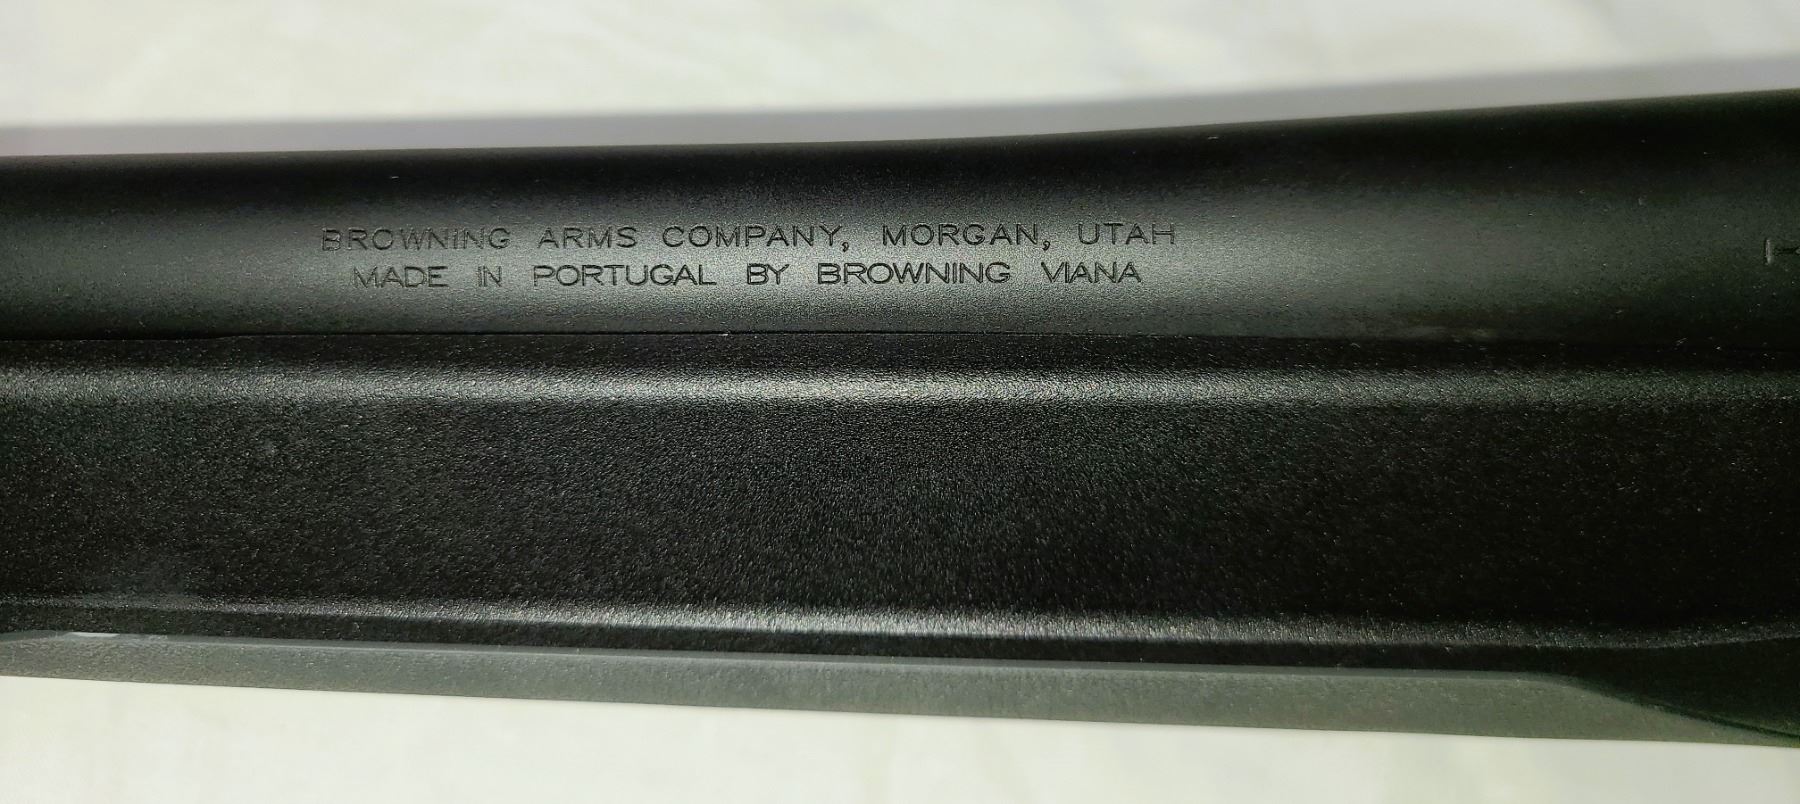 BROWNING ARMS COMPANY, MORGAN, UTAH
MADE IN PORTUGAL BY BROWNING VIANA